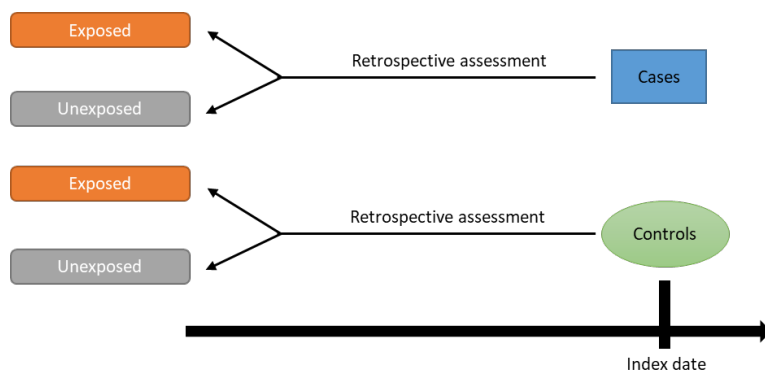 Exposed
Retrospective assessment
Cases
Unexposed
Exposed
Retrospective assessment
Controls
Unexposed
Index date